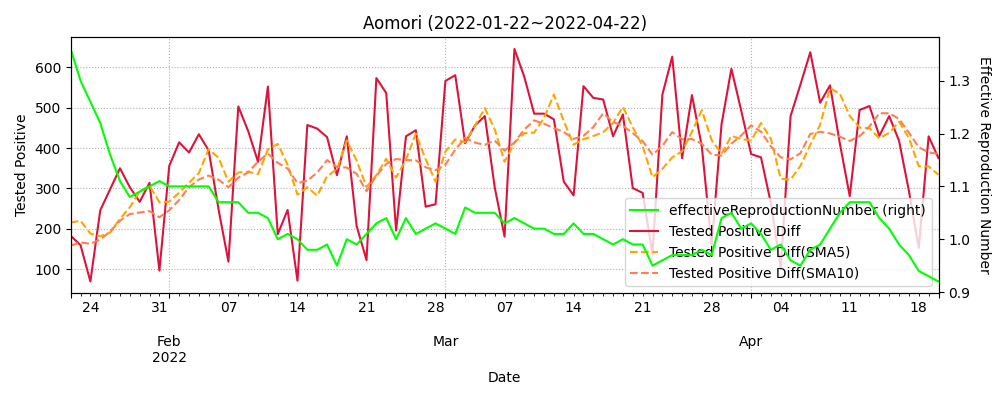 Aomori (2022-01-22~2022-04-22)
Tested Positive
600
500
400
300
200
100
1.3
1.2
1.1
1.0
0.9
Effective Reproduction Number
effectiveReproductionNumber (right)
Tested Positive Diff
Tested Positive Diff(SMA5)
Tested Positive Diff(SMA10)
24 31 07 14 21 28 07 14 21 28 04 11 18
Feb Mar Apr
2022
Date